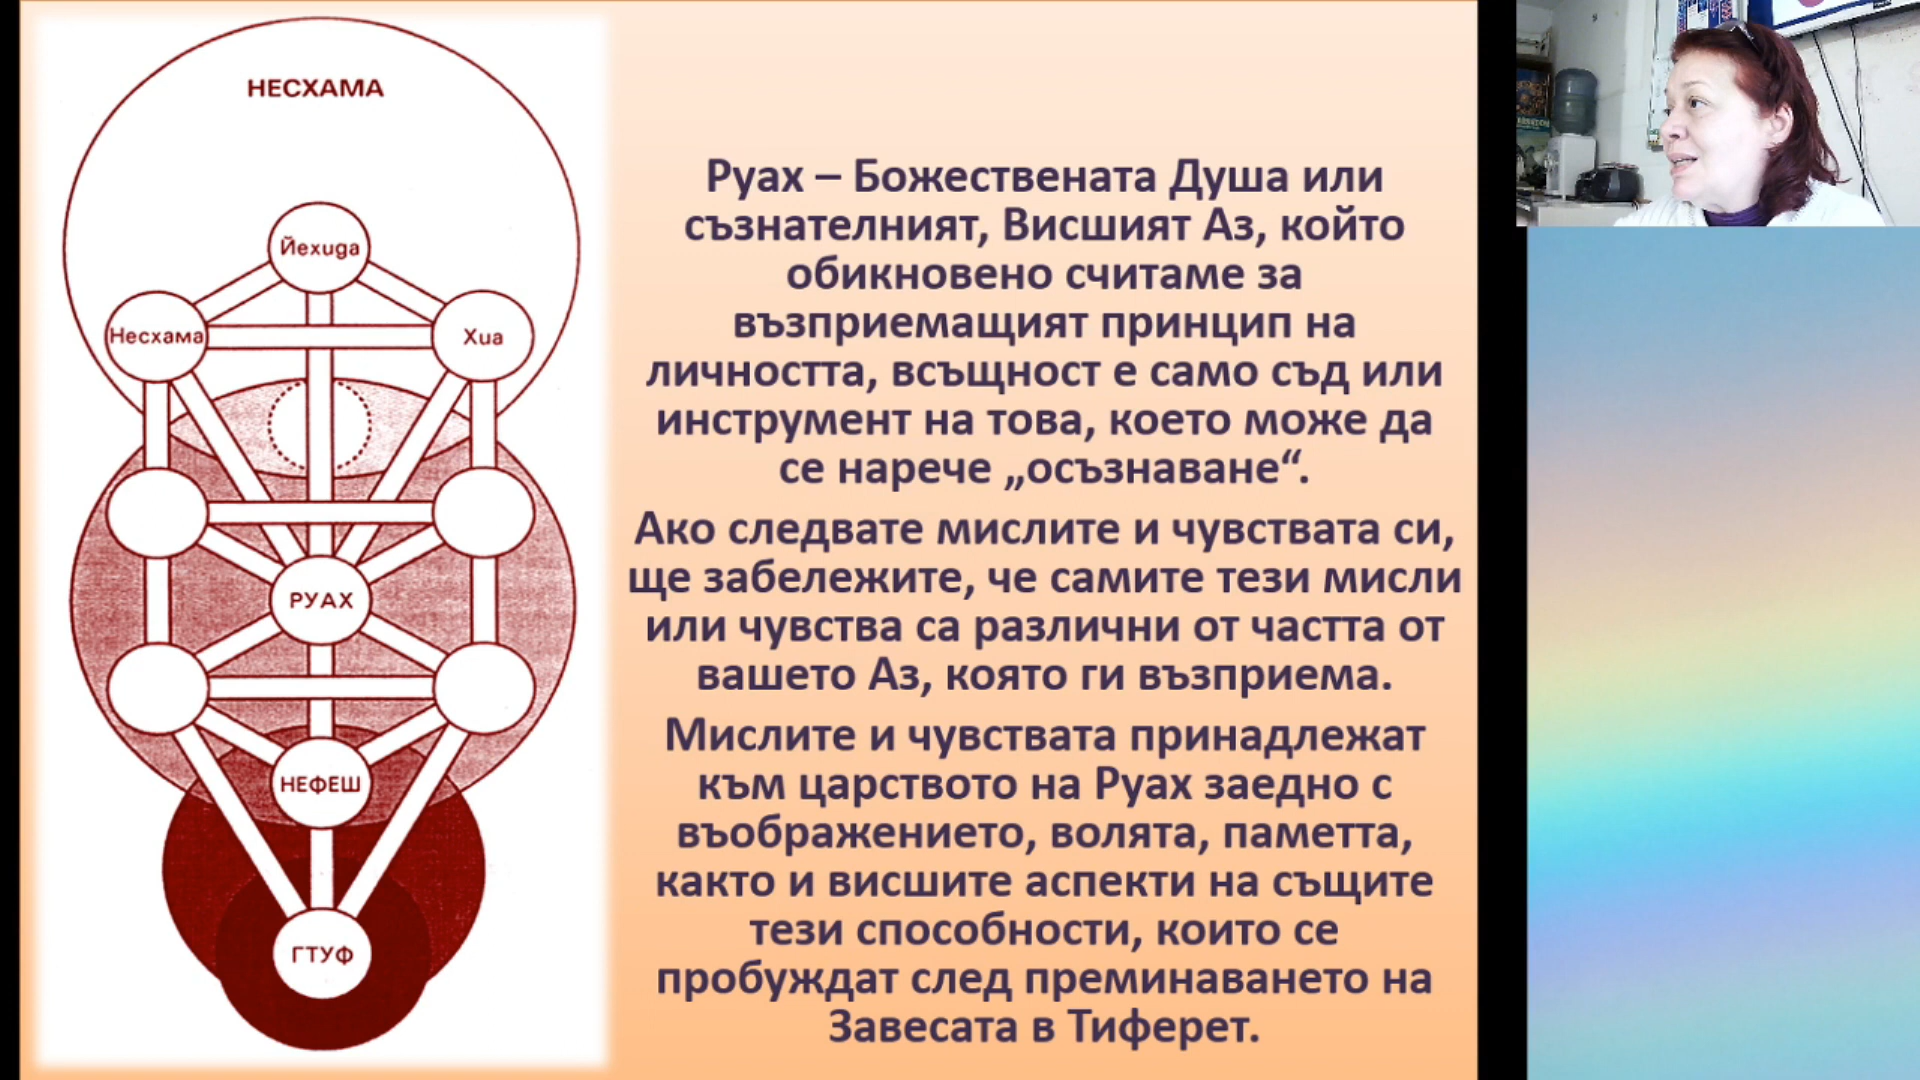 НЕСХАМА
Йехида
Несхама
Хиа
РУАХ
НЕФЕШ
ГТУФ
Руах – Божествената Душа или
съзнателният, Висшият Аз, който
обикновено считаме за
възприемащият принцип на
личността, всъщност е само съд или
инструмент на това, което може да
се нарече „осъзнаване“.
Ако следвате мислите и чувствата си,
ще забележите, че самите тези мисли
или чувства са различни от частта от
вашето Аз, която ги възприема.
Мислите и чувствата принадлежат
към царството на Руах заедно с
въображението, волята, паметта,
както и висшите аспекти на същите
тези способности, които се
пробуждат след преминаването на
Завесата в Тиферет.